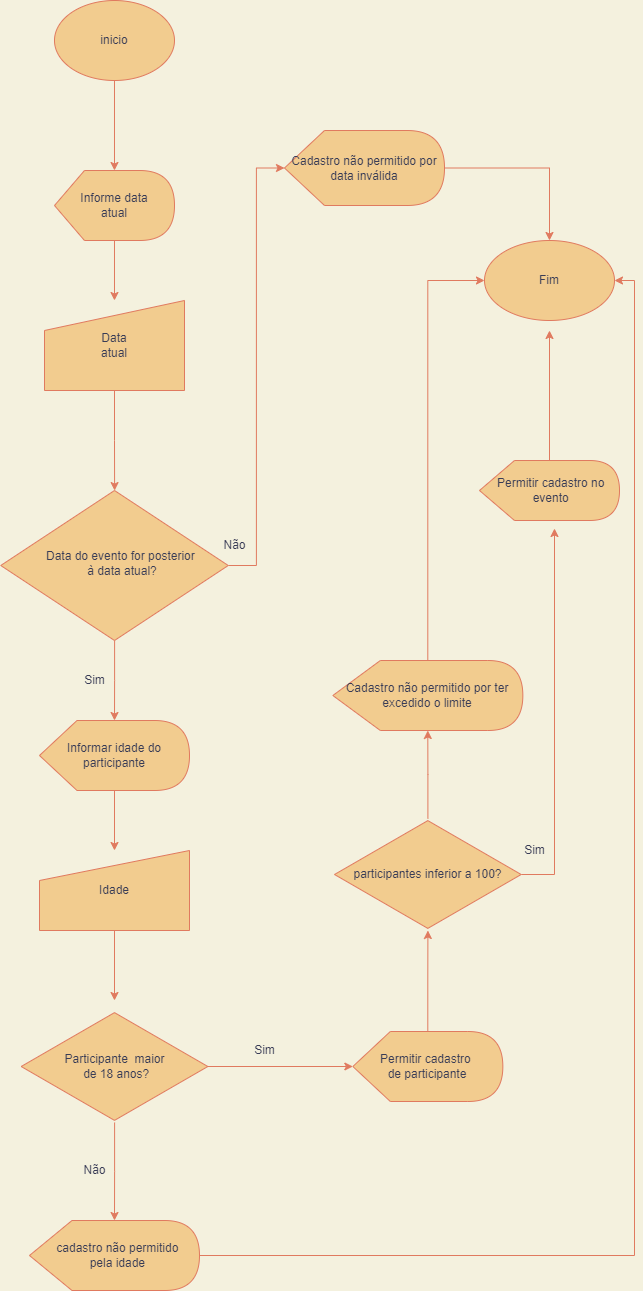 inicio
Informe data
atual
Data
atual
Data do evento for posterior
à data atual?
Não
Cadastro não permitido por
data inválida
Fim
Sim
Informar idade do
participante
Idade
Participante  maior
de 18 anos?
Sim
Permitir cadastro
de participante
participantes inferior a 100?
Sim
Permitir cadastro no
evento
Cadastro não permitido por ter
excedido o limite
Não
cadastro não permitido
pela idade